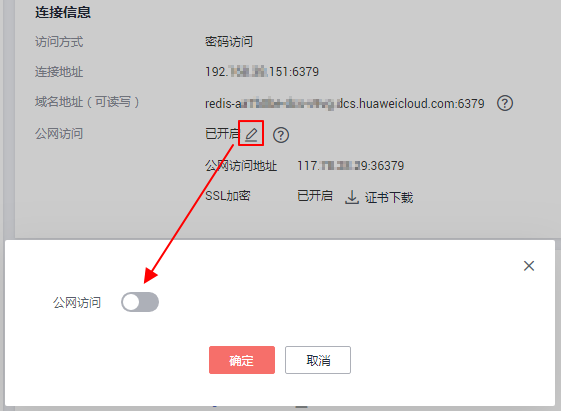 连接信息
访问方式 密码访问
连接地址 192. .151:6379
域名地址（可读写） redis-a dcs.huaweicloud.com:6379
公网访问 已开启
公网访问地址 117. 9:36379
SSL加密 已开启 证书下载
公网访问
确定 取消